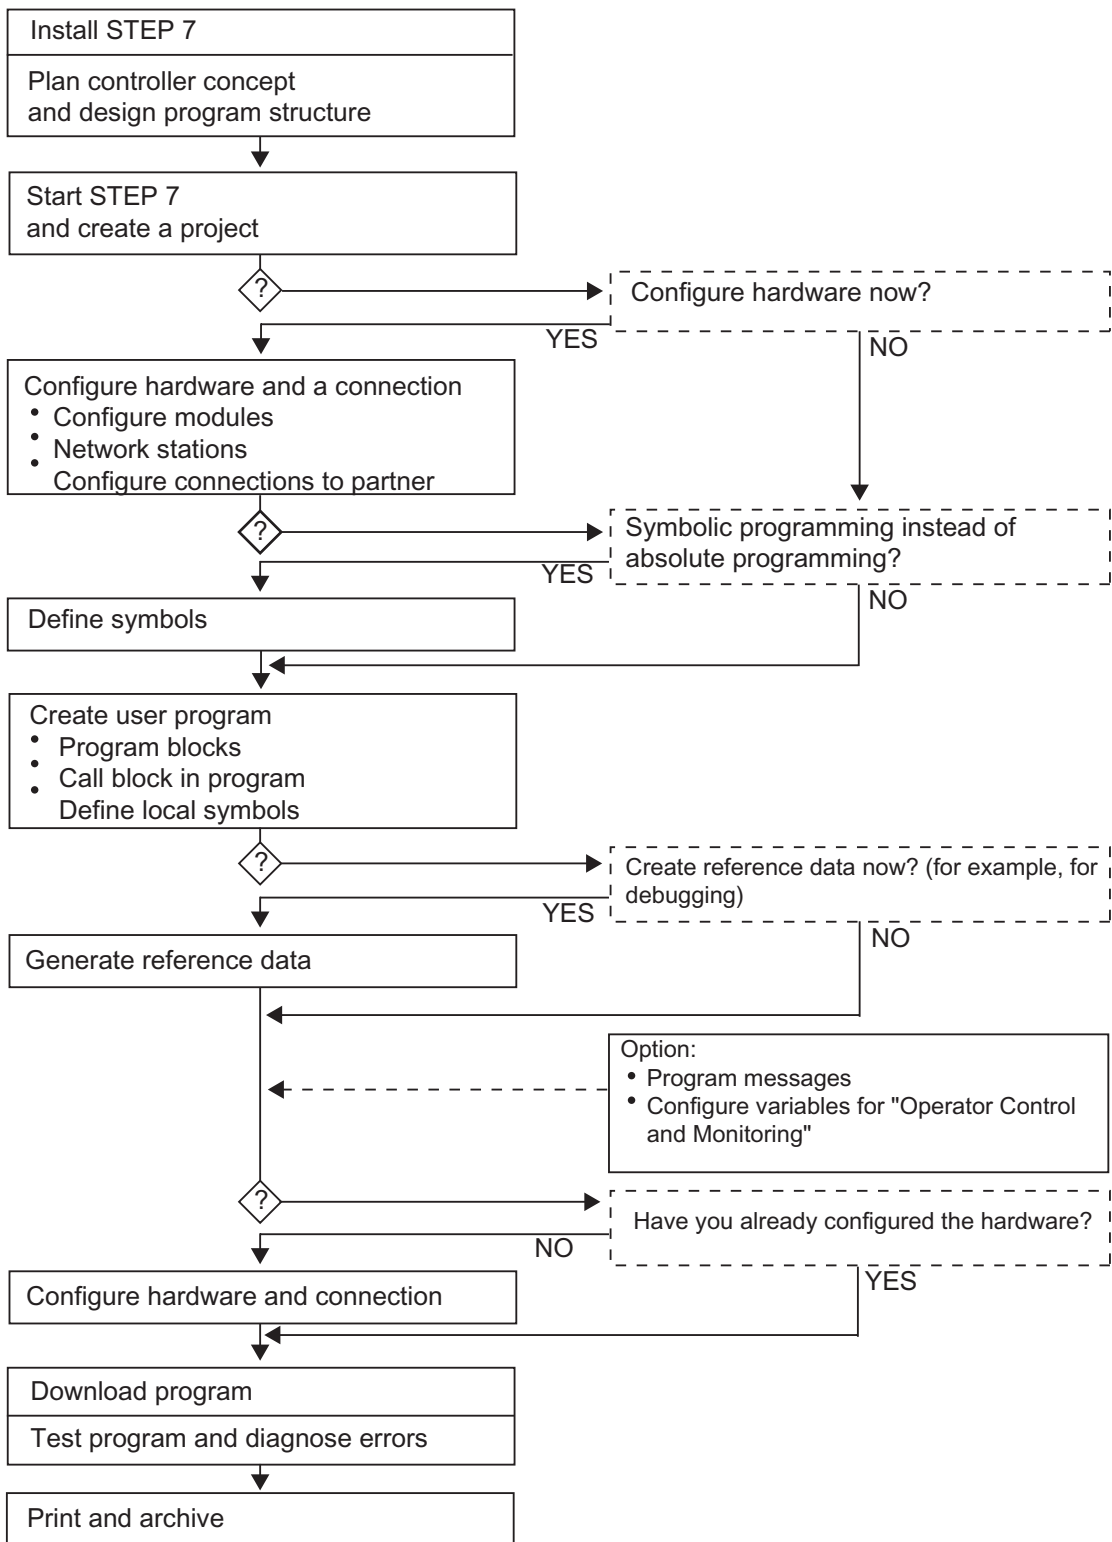 Install STEP 7
Plan controller concept
and design program structure
Start STEP 7
and create a project
?
Configure hardware now?
YES
NO
Configure hardware and a connection
• Configure modules
• Network stations
• Configure connections to partner
?
Symbolic programming instead of
absolute programming?
YES
NO
Define symbols
Create user program
• Program blocks
• Call block in program
• Define local symbols
?
Create reference data now? (for example, for
debugging)
YES
NO
Generate reference data
Option:
• Program messages
• Configure variables for "Operator Control
and Monitoring"
?
Have you already configured the hardware?
NO
YES
Configure hardware and connection
Download program
Test program and diagnose errors
Print and archive